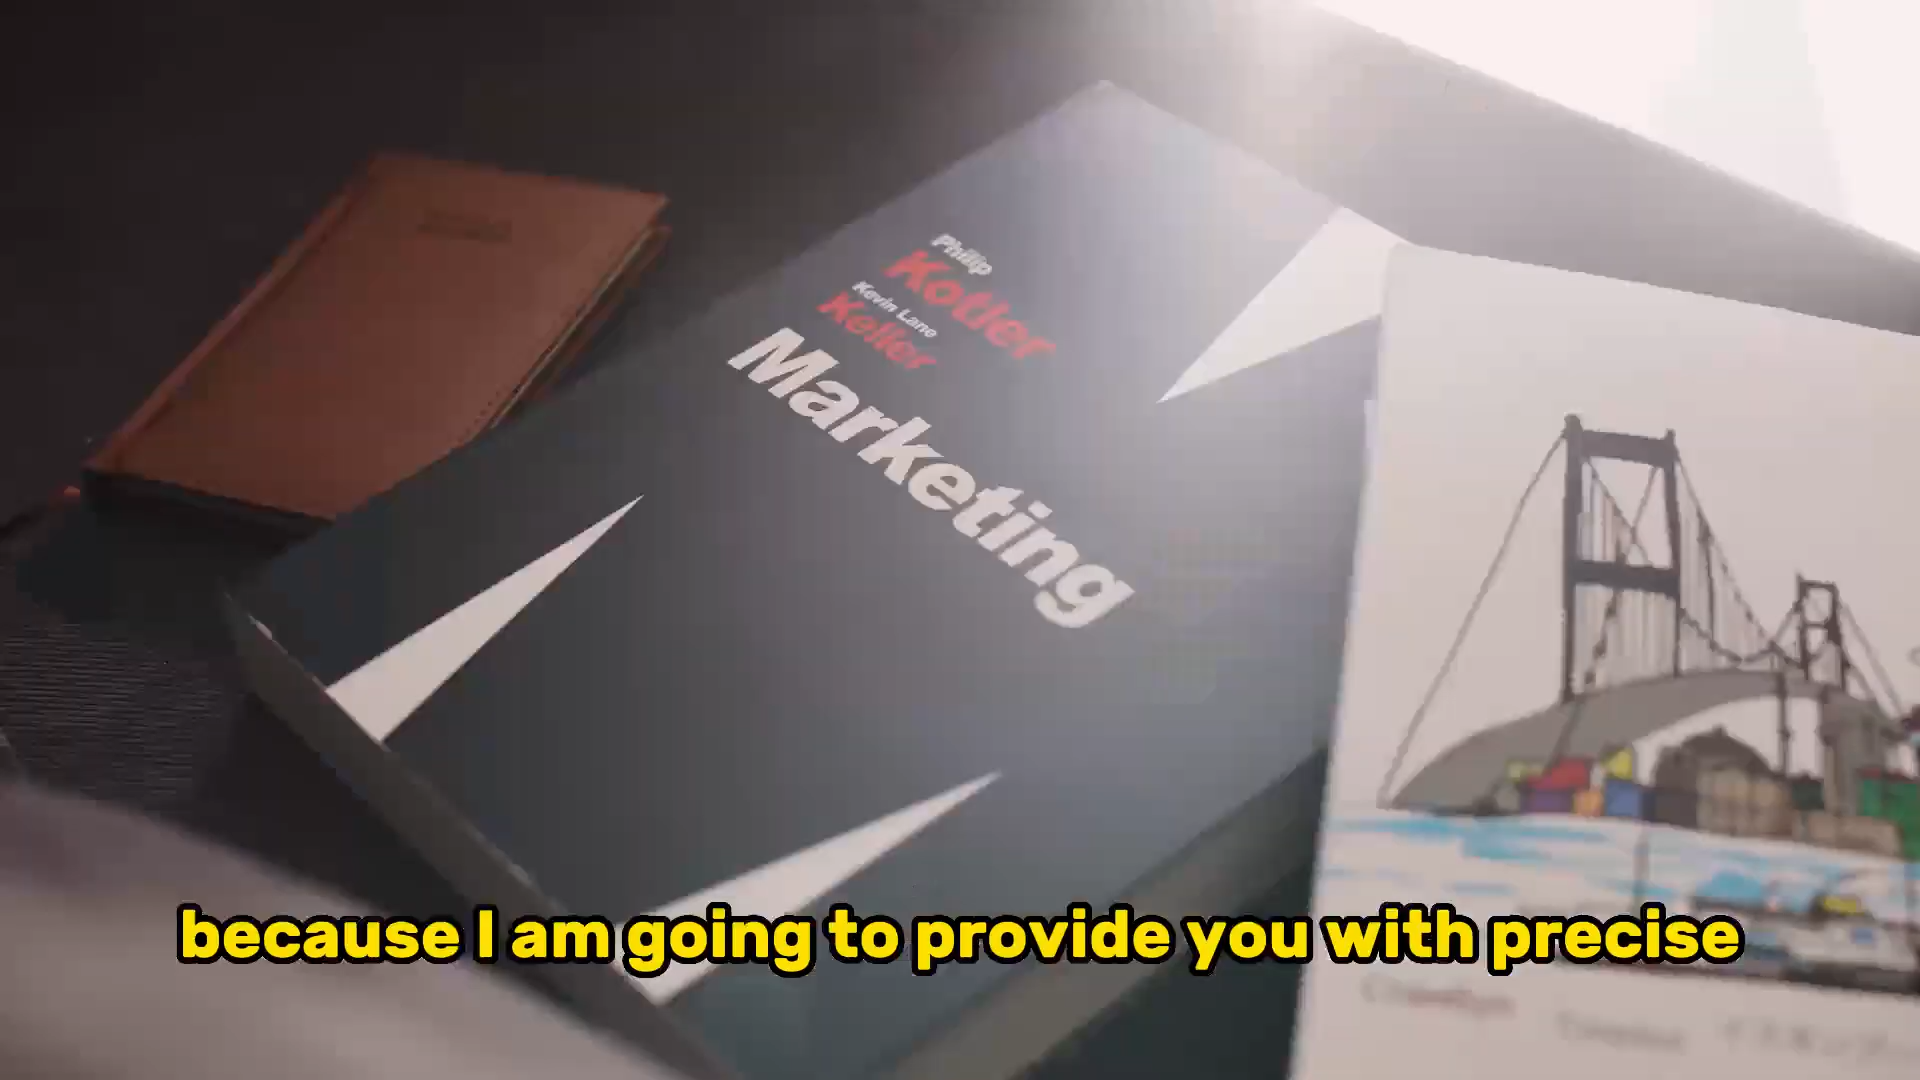 Philip
Kotler
Kevin Lane
Keller
Marketing
because I am going to provide you with precise